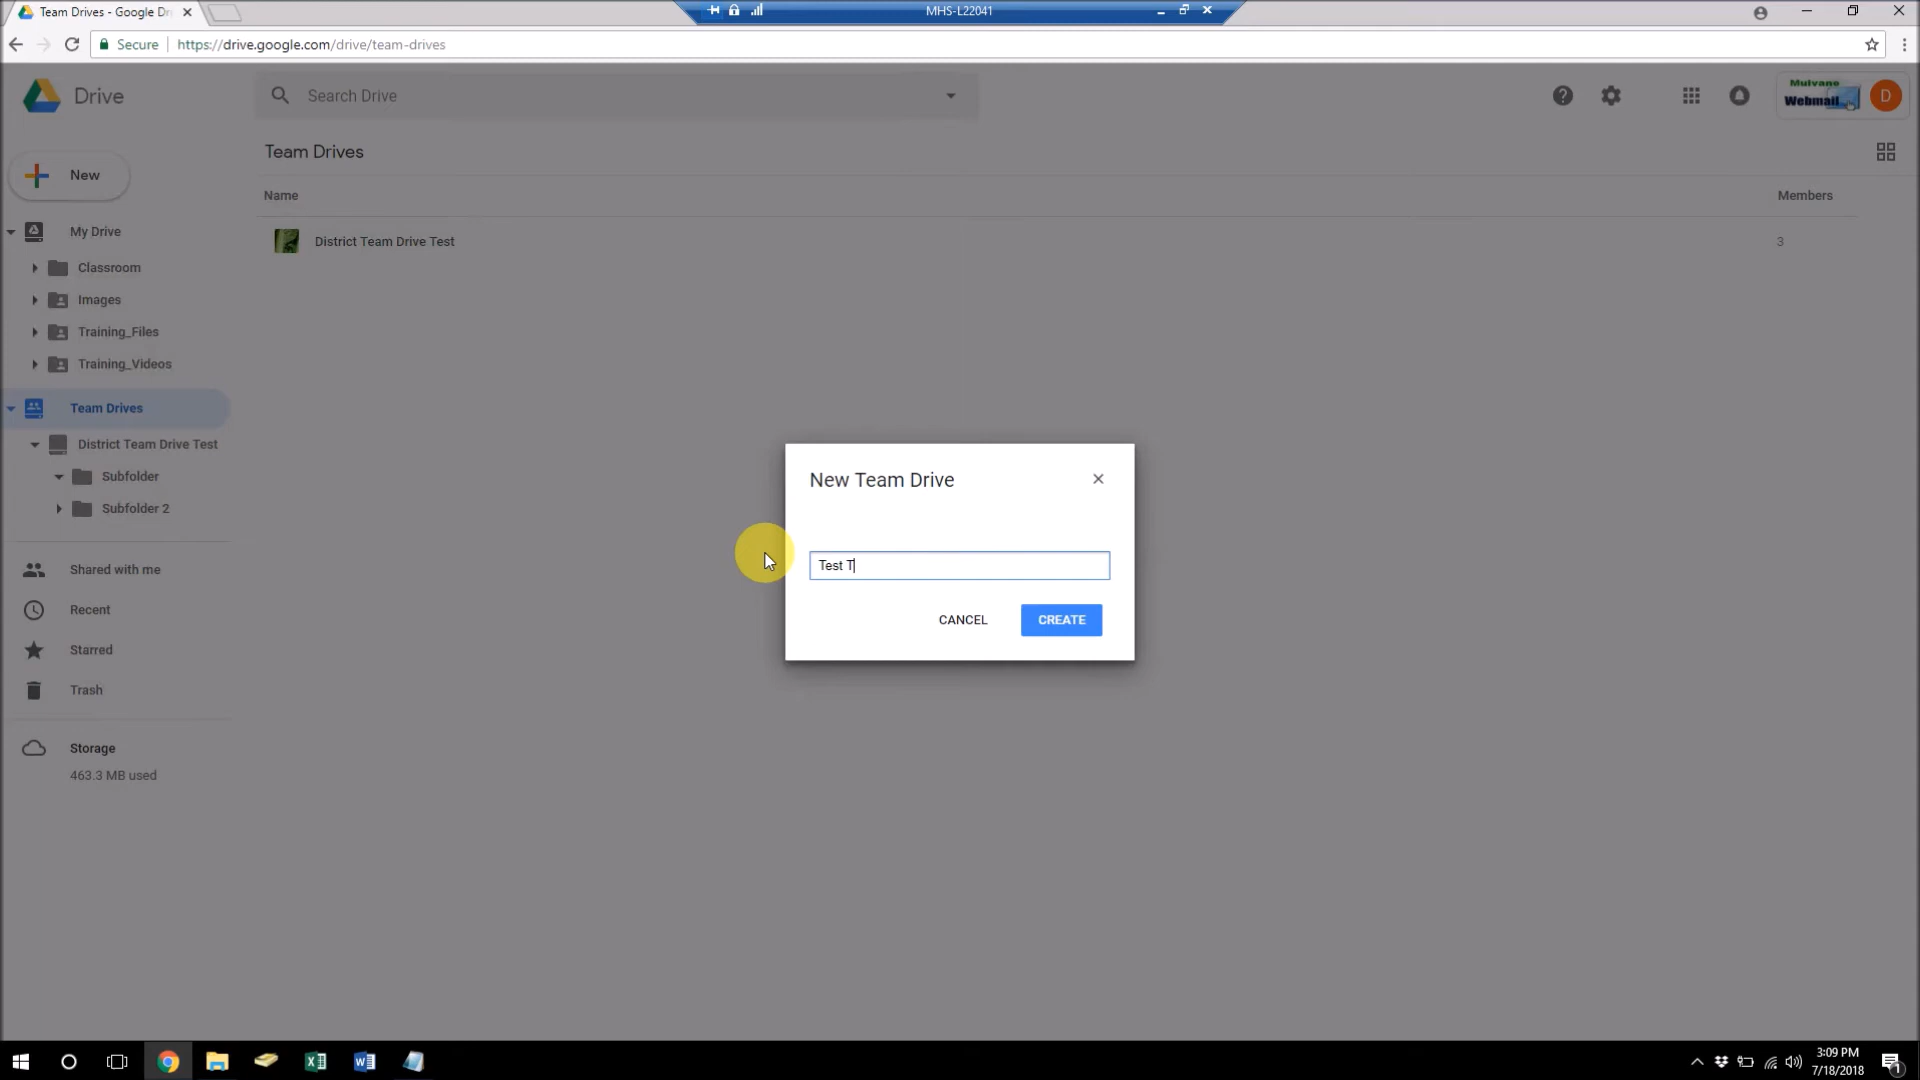 Team Drives - Google Dr
MHS-L22041
Secure
https://drive.google.com/drive/team-drives
Drive
Search Drive
Mulvane
Webmail
D
Team Drives
New
Name
Members
My Drive
District Team Drive Test
3
Classroom
Images
Training_Files
Training_Videos
Team Drives
District Team Drive Test
Subfolder
Subfolder 2
New Team Drive
Test T
CANCEL
CREATE
Shared with me
Recent
Starred
Trash
Storage
463.3 MB used
3:09 PM
7/18/2018
1